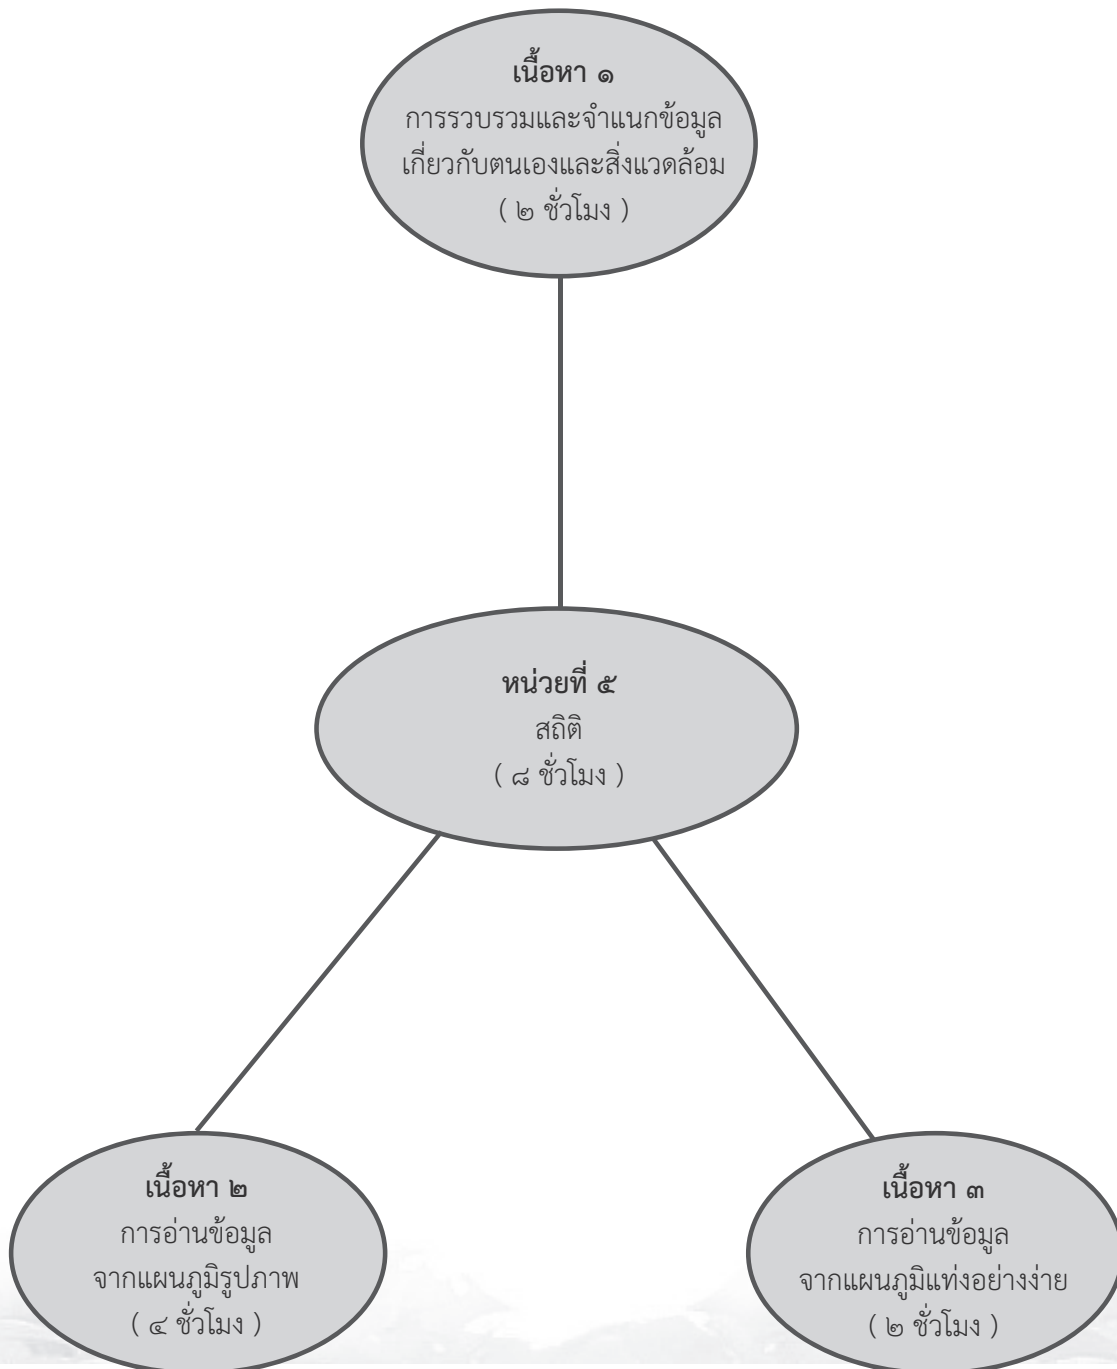 เนื้อหา ๑
การรวบรวมและจำแนกข้อมูล
เกี่ยวกับตนเองและสิ่งแวดล้อม
( ๒ ชั่วโมง )
หน่วยที่ ๕
สถิติ
( ๘ ชั่วโมง )
เนื้อหา ๒
การอ่านข้อมูล
จากแผนภูมิรูปภาพ
( ๔ ชั่วโมง )
เนื้อหา ๓
การอ่านข้อมูล
จากแผนภูมิแท่งอย่างง่าย
( ๒ ชั่วโมง )